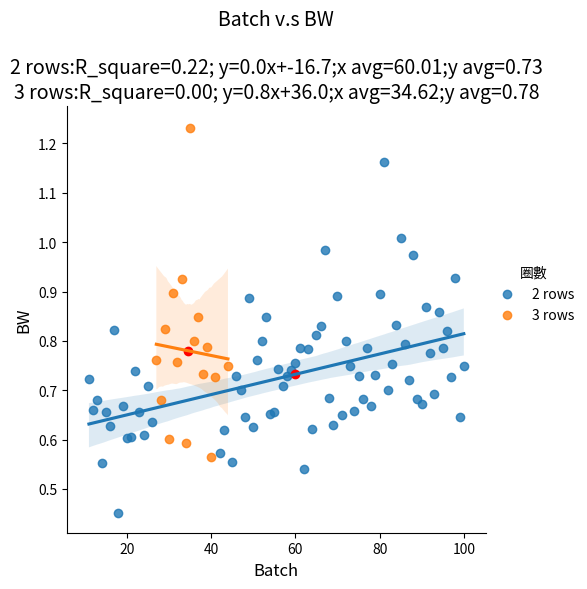 Batch v.s BW
2 rows:R_square=0.22; y=0.0x+-16.7;x avg=60.01;y avg=0.73
3 rows:R_square=0.00; y=0.8x+36.0;x avg=34.62;y avg=0.78
1.2
1.1
1.0
0.9
0.8
0.7
0.6
0.5
BW
圈數
2 rows
3 rows
20 40 60 80 100
Batch